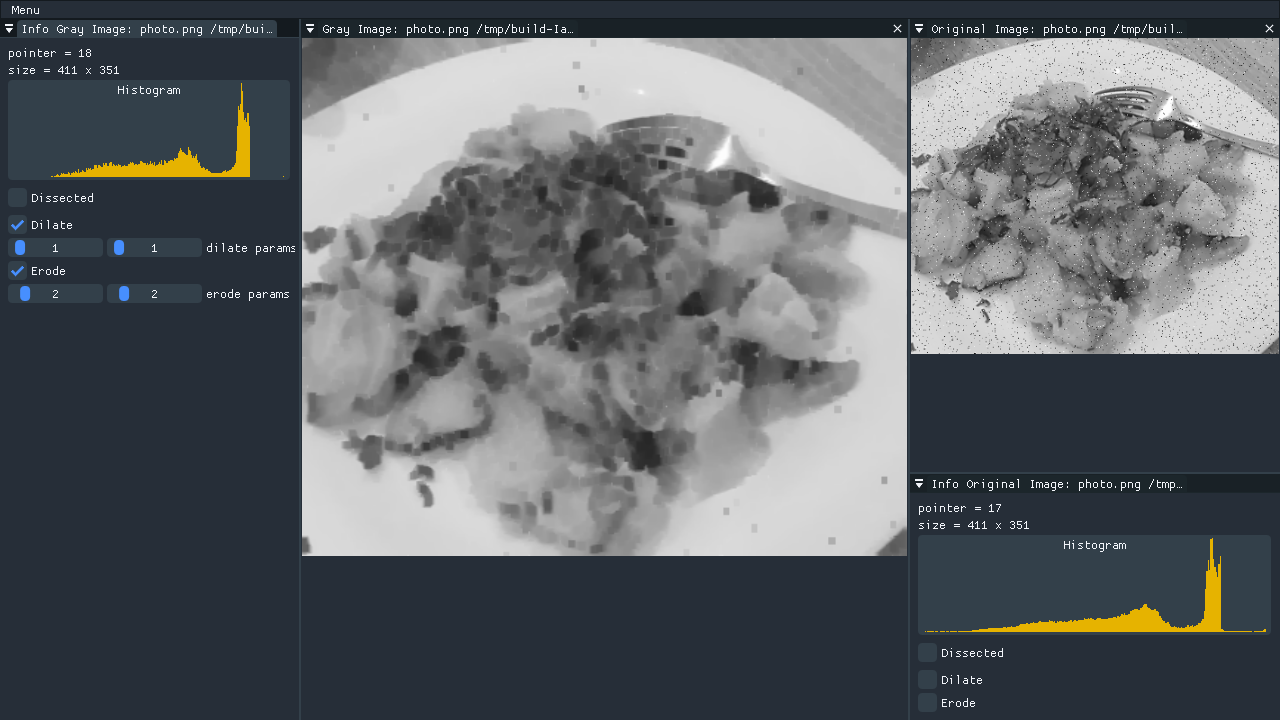 Menu
Info Gray Image: photo.png /tmp/bui…
pointer = 18
size = 411 x 351
Histogram
Dissected
Dilate
1 1 dilate params
Erode
2 2 erode params
Gray Image: photo.png /tmp/build-Ia…
Original Image: photo.png /tmp/buil…
Info Original Image: photo.png /tmp…
pointer = 17
size = 411 x 351
Histogram
Dissected
Dilate
Erode